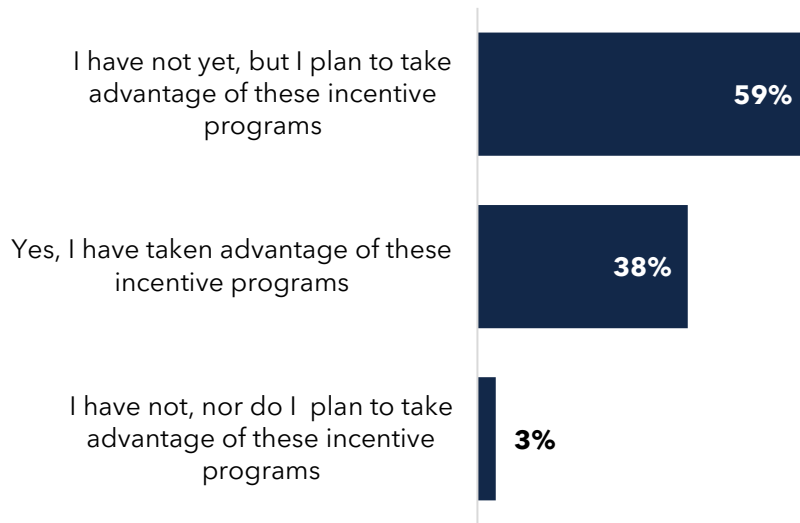 I have not yet, but I plan to take
advantage of these incentive
programs
59%
Yes, I have taken advantage of these
incentive programs
38%
I have not, nor do I  plan to take
advantage of these incentive
programs
3%